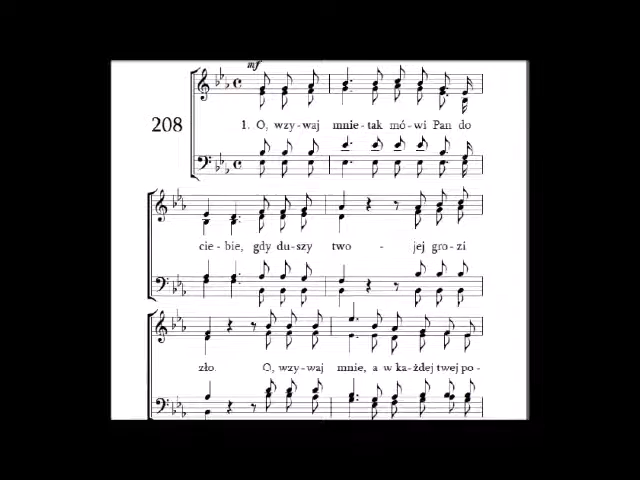 mf
208
1. O, wzy-waj mnie-tak mó-wi Pan do
cie-bie, gdy du-szy two - jej gro-zi
zło. O, wzy-waj mnie, a w ka-żdej twej po-